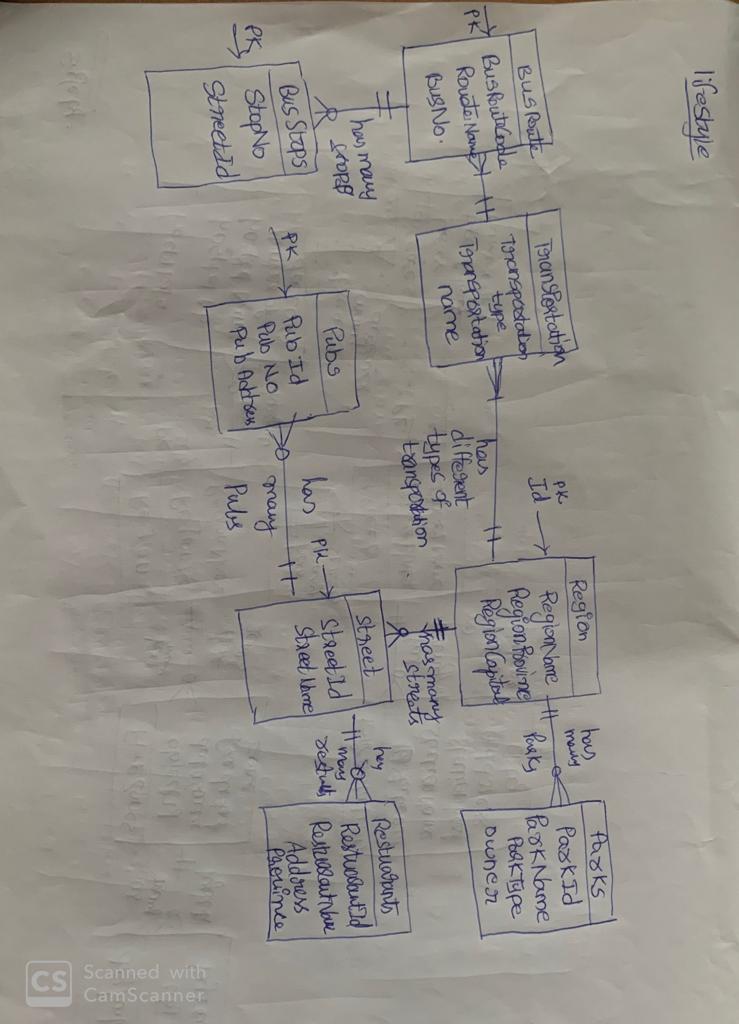 lifestyle
PK
BusRoute
BusRouteCode
RouteName
BusNo.
PK
BusStops
StopNo
StreetId
has many
stops
Transportation
Transportation
type
Transportation
name
has
different
types of
transportation
PK
Id
Region
RegionName
RegionProvince
RegionCapital
has
many
Parks
Parks
ParkId
ParkName
ParkType
owner
has many
streets
PK
Pubs
Pub Id
Pub No
Pub Address
has
many
Pubs
PK
Street
StreetId
StreetName
has
many
Restaurants
RestuarantId
Address
Province
CS Scanned with
CamScanner